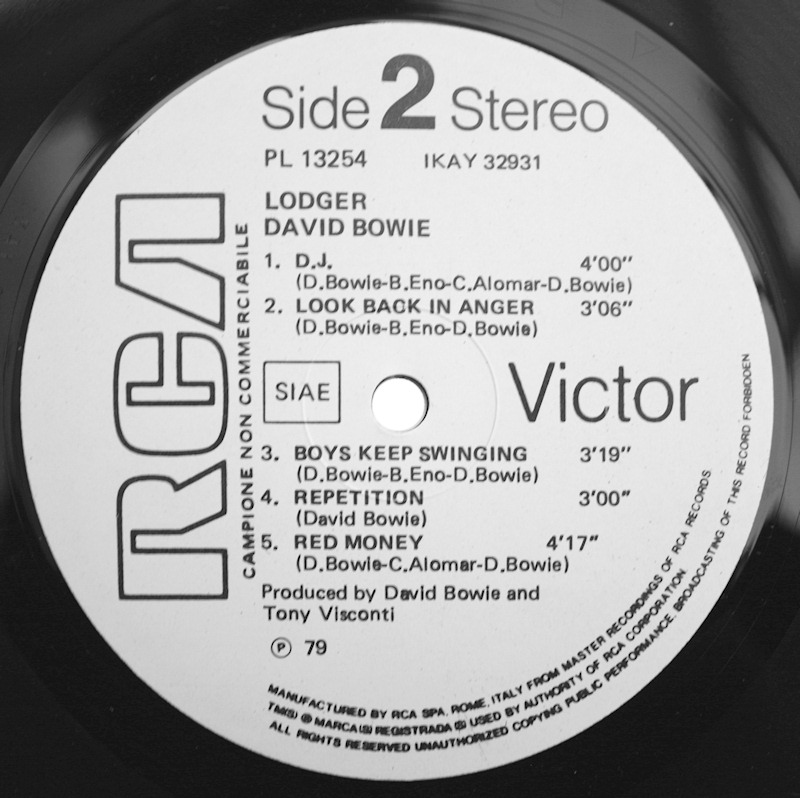 Side 2 Stereo
PL 13254 IKAY 32931
LODGER
DAVID BOWIE
1. D.J. 4'00"
(D.Bowie-B.Eno-C.Alomar-D.Bowie)
2. LOOK BACK IN ANGER 3'06"
(D.Bowie-B.Eno-D.Bowie)
RCA
CAMPIONE NON COMMERCIABILE
SIAE
Victor
3. BOYS KEEP SWINGING 3'19"
(D.Bowie-B.Eno-D.Bowie)
4. REPETITION 3'00"
(David Bowie)
5. RED MONEY 4'17"
(D.Bowie-C.Alomar-D.Bowie)
Produced by David Bowie and
Tony Visconti
Ⓟ 79
MANUFACTURED BY RCA SPA. ROME, ITALY FROM MASTER RECORDINGS OF RCA RECORDS
TM(S) ® MARCA(S) REGISTRADA (S) USED BY AUTHORITY OF RCA CORPORATION
ALL RIGHTS RESERVED UNAUTHORIZED COPYING PUBLIC PERFORMANCE. BROADCASTING OF THIS RECORD FORBIDDEN